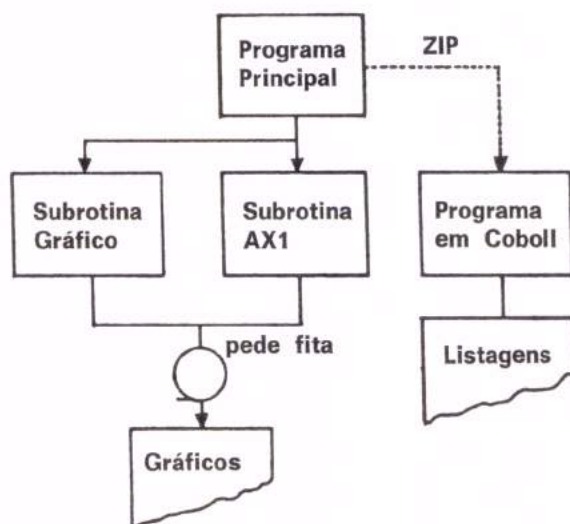 Programa
Principal
ZIP
Subrotina
Gráfico
Subrotina
AX1
Programa
em Coboll
pede fita
Listagens
Gráficos